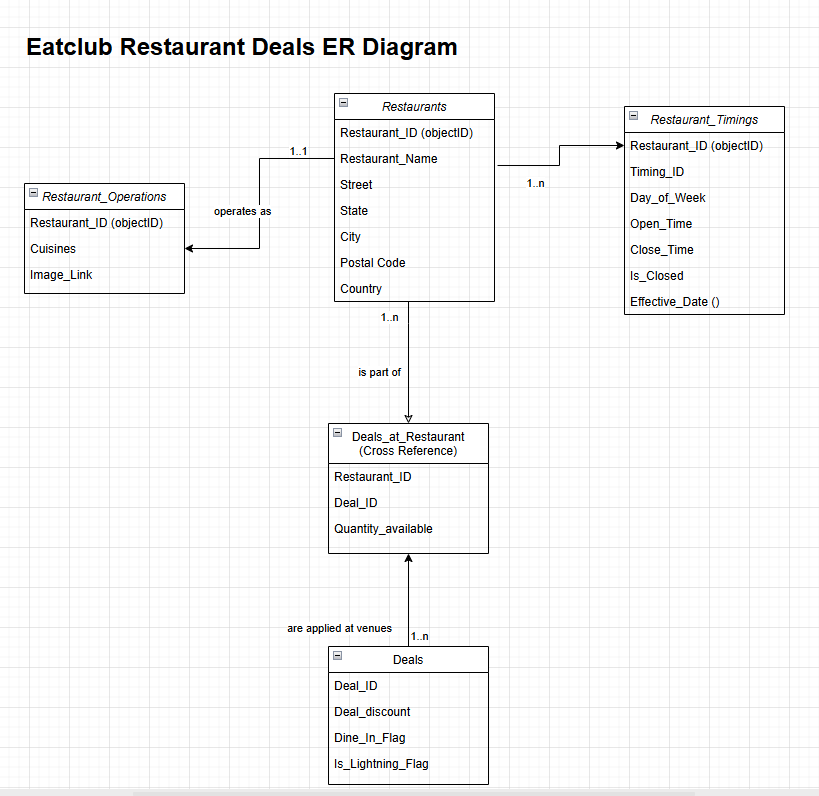 Eatclub Restaurant Deals ER Diagram
Restaurants
Restaurant_ID (objectID)
Restaurant_Name
Street
State
City
Postal Code
Country
Restaurant_Timings
Restaurant_ID (objectID)
Timing_ID
Day_of_Week
Open_Time
Close_Time
Is_Closed
Effective_Date ()
1..1
1..n
operates as
Restaurant_Operations
Restaurant_ID (objectID)
Cuisines
Image_Link
1..n
is part of
Deals_at_Restaurant
(Cross Reference)
Restaurant_ID
Deal_ID
Quantity_available
are applied at venues
1..n
Deals
Deal_ID
Deal_discount
Dine_In_Flag
Is_Lightning_Flag